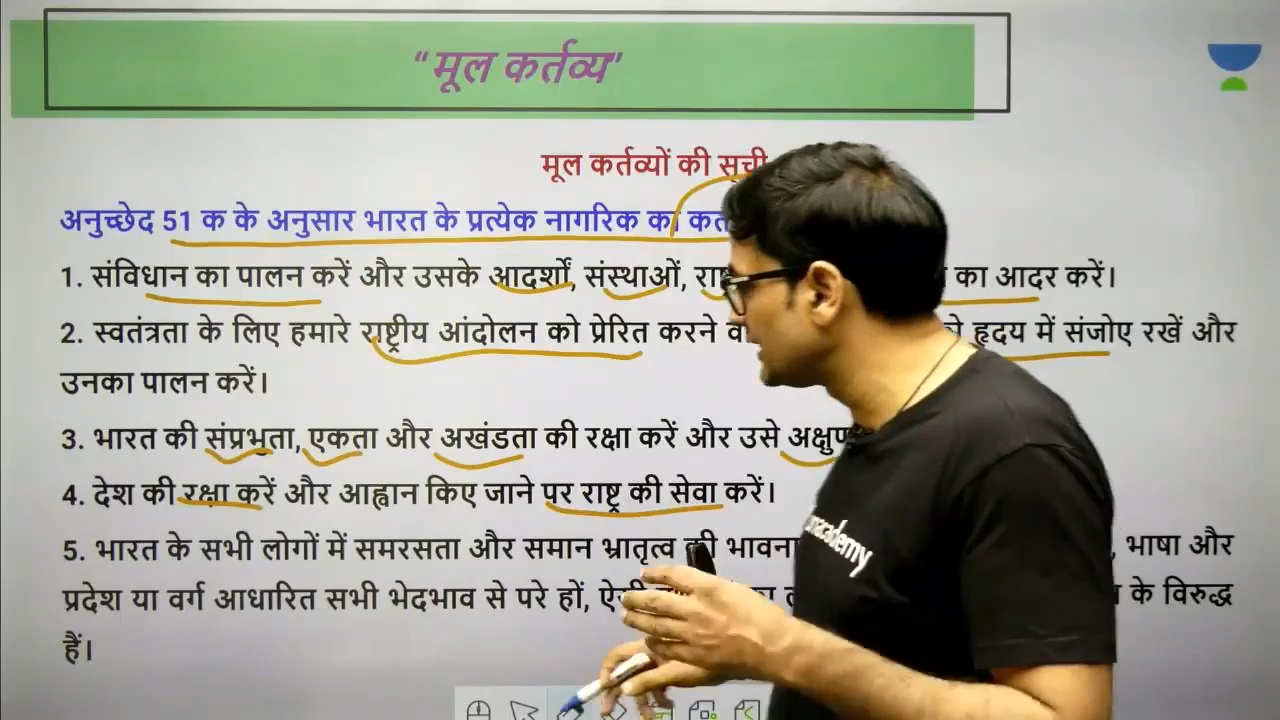 “मूल कर्तव्य”
मूल कर्तव्यों की सूची
अनुच्छेद 51 क के अनुसार भारत के प्रत्येक नागरिक का
1. संविधान का पालन करें और उसके आदर्शों, संस्थाओं, का आदर करें।
2. स्वतंत्रता के लिए हमारे राष्ट्रीय आंदोलन को प्रेरित करने हृदय में संजोए रखें और
उनका पालन करें।
3. भारत की संप्रभुता, एकता और अखंडता की रक्षा करें और उसे
4. देश की रक्षा करें और आह्वान किए जाने पर राष्ट्र की सेवा करें।
5. भारत के सभी लोगों में समरसता और समान भ्रातृत्व की भावना , भाषा और
प्रदेश या वर्ग आधारित सभी भेदभाव से परे हों, के विरुद्ध
हैं।